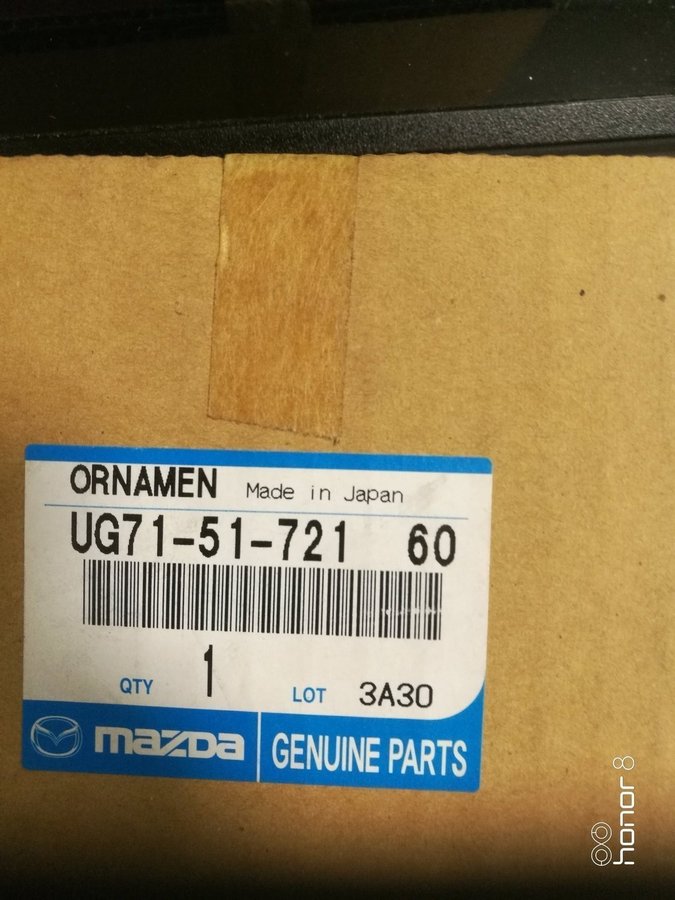 ORNAMEN Made in Japan
UG71-51-721 60
QTY 1 LOT 3A30
mazda GENUINE PARTS
honor 8